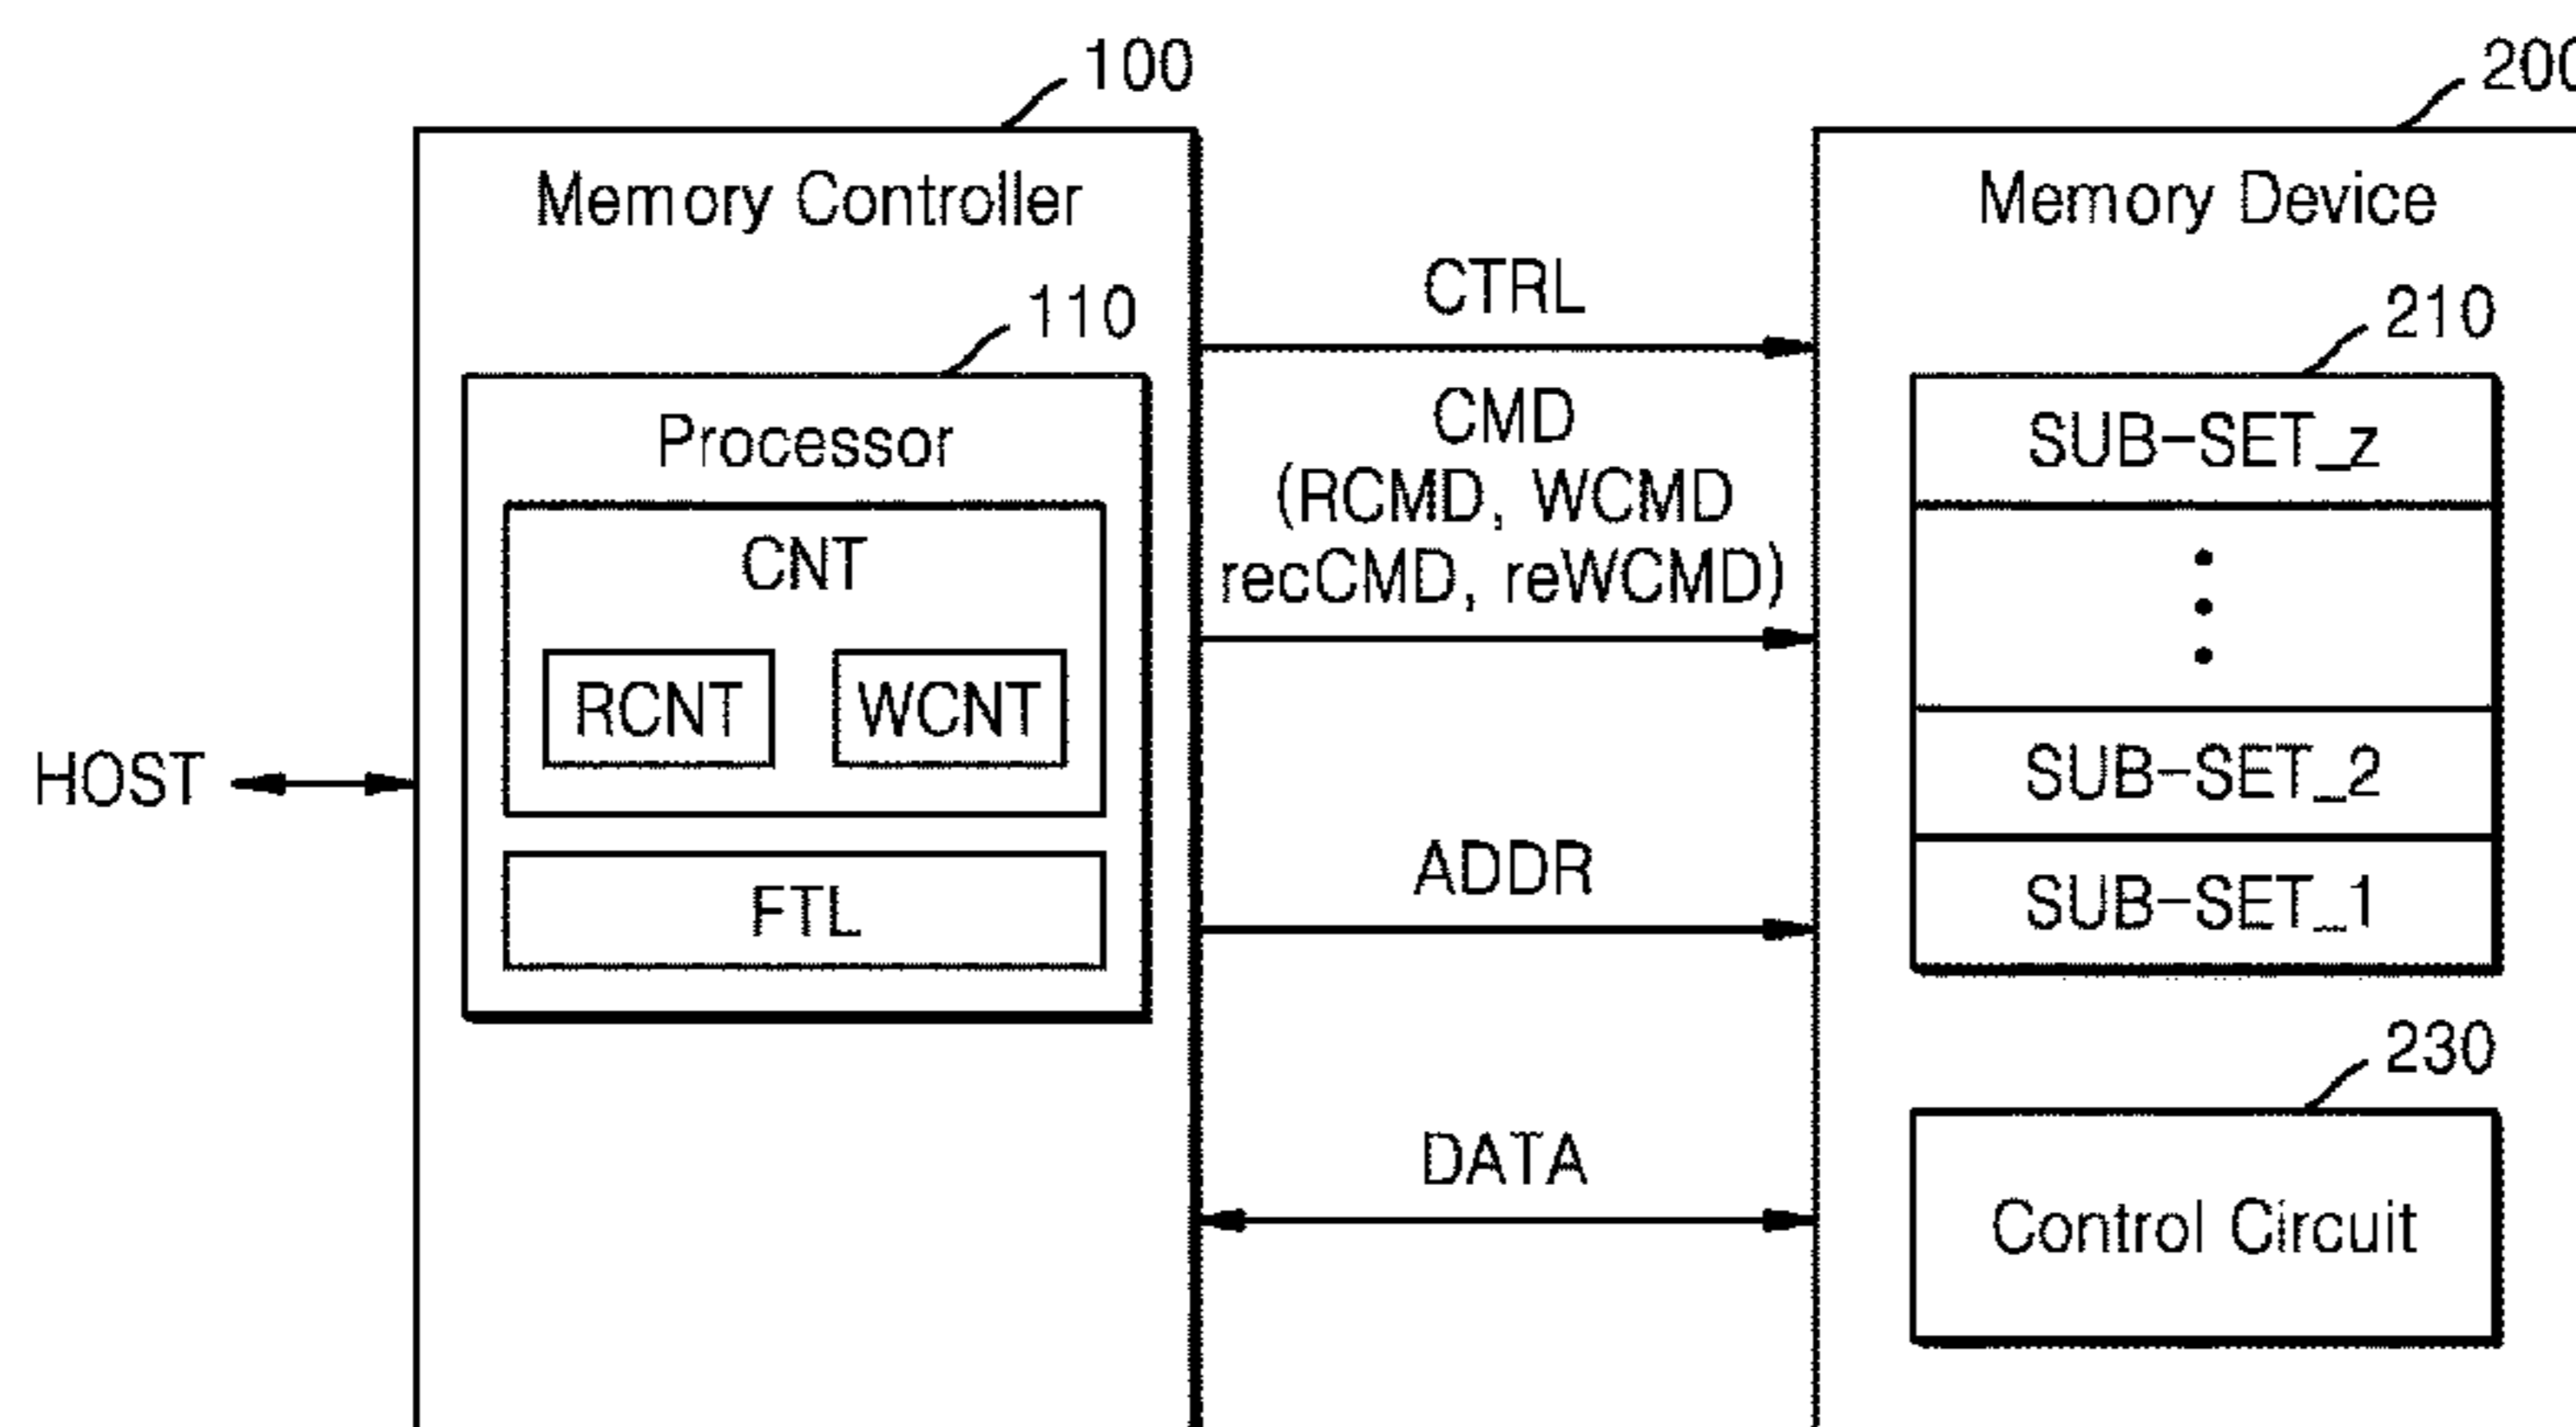 100
200
Memory Controller
Memory Device
110
Processor
CNT
RCNT
WCNT
FTL
HOST
CTRL
CMD
(RCMD, WCMD
recCMD, reWCMD)
ADDR
DATA
210
SUB-SET_z
SUB-SET_2
SUB-SET_1
230
Control Circuit